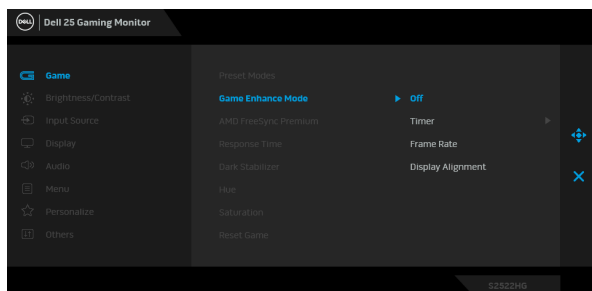 DELL Dell 25 Gaming Monitor
Game
Brightness/Contrast
Input Source
Display
Audio
Menu
Personalize
Others
Preset Modes
Game Enhance Mode
AMD FreeSync Premium
Response Time
Dark Stabilizer
Hue
Saturation
Reset Game
Off
Timer
Frame Rate
Display Alignment
S2522HG